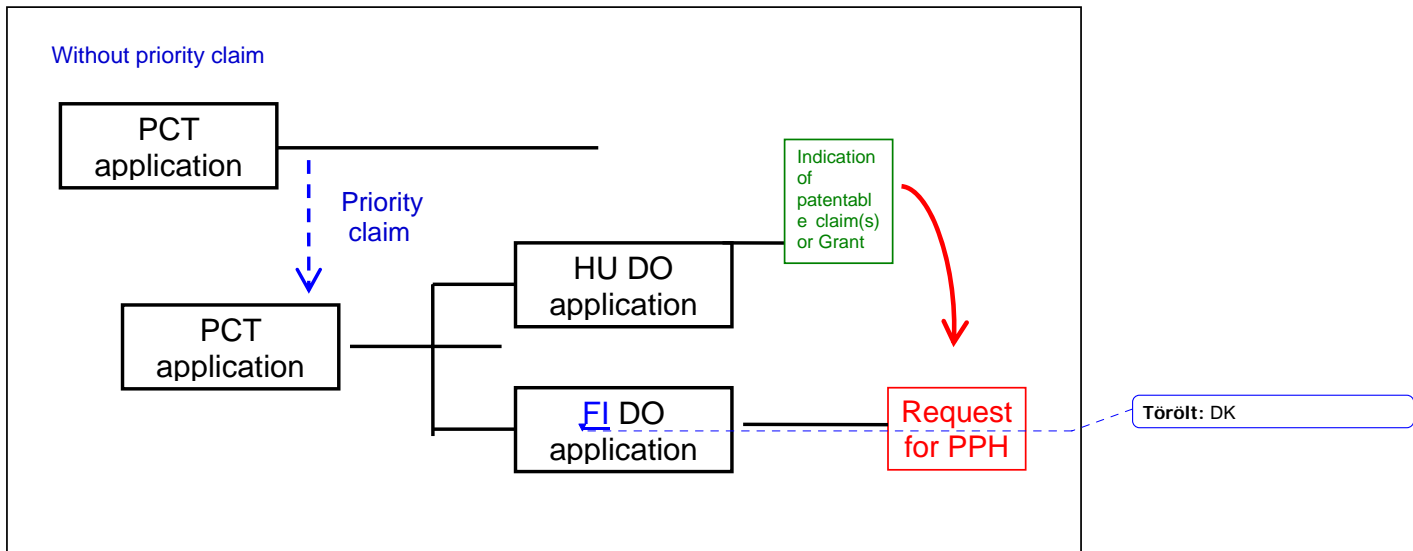 Without priority claim
PCT
application
Priority
claim
Indication
of
patentabl
e claim(s)
or Grant
HU DO
application
PCT
application
FI DO
application
Request
for PPH
Törölt: DK